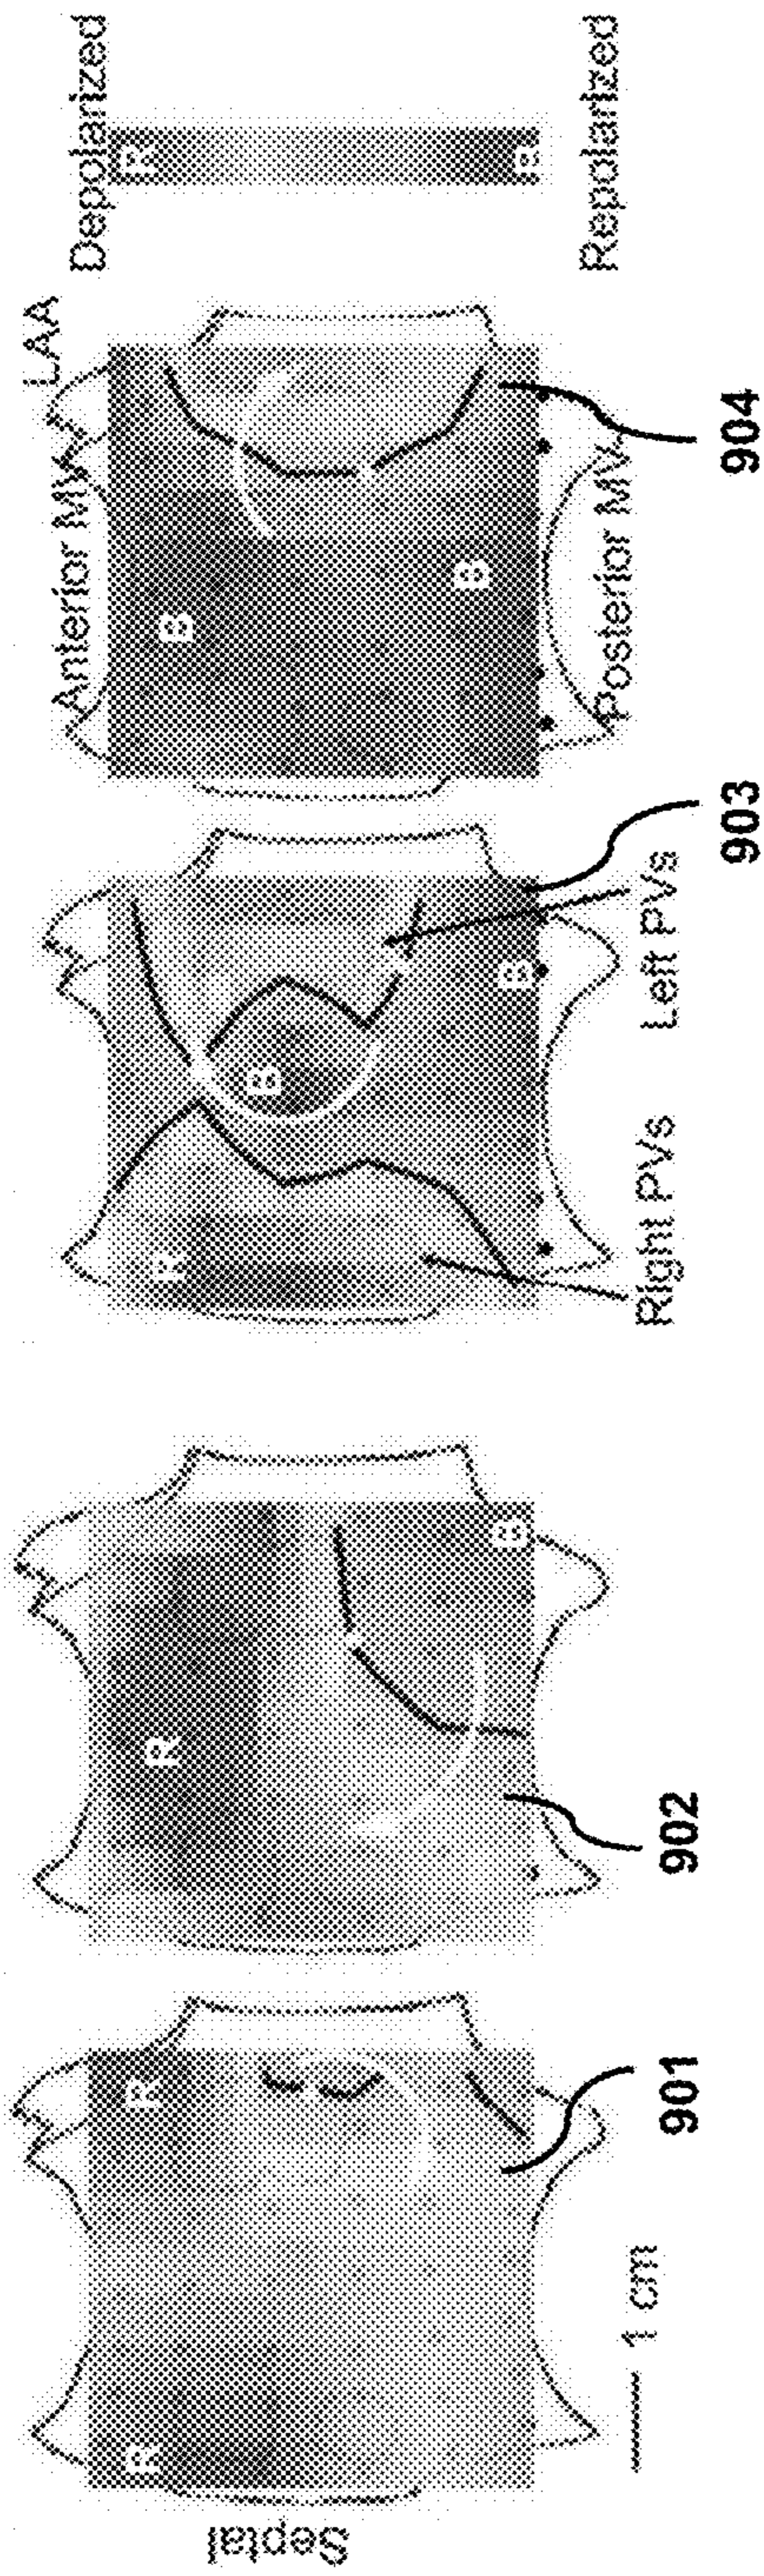 Septal
R
R
1 cm
901
R
B
902
R
B
B
Right PVs
Left PVs
903
Anterior MV
LAA
B
B
Posterior MV
904
Depolarized
R
B
Repolarized